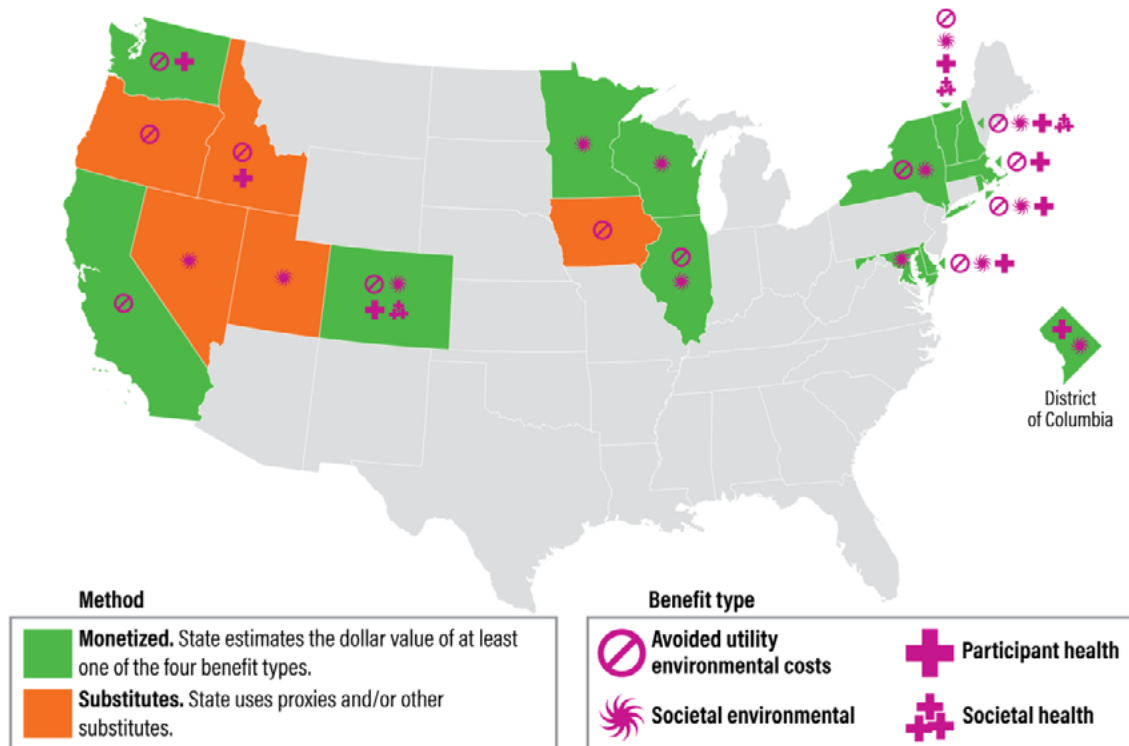 District
of Columbia
Method
Monetized. State estimates the dollar value of at least
one of the four benefit types.
Substitutes. State uses proxies and/or other
substitutes.
Benefit type
Avoided utility
environmental costs
Participant health
Societal environmental
Societal health